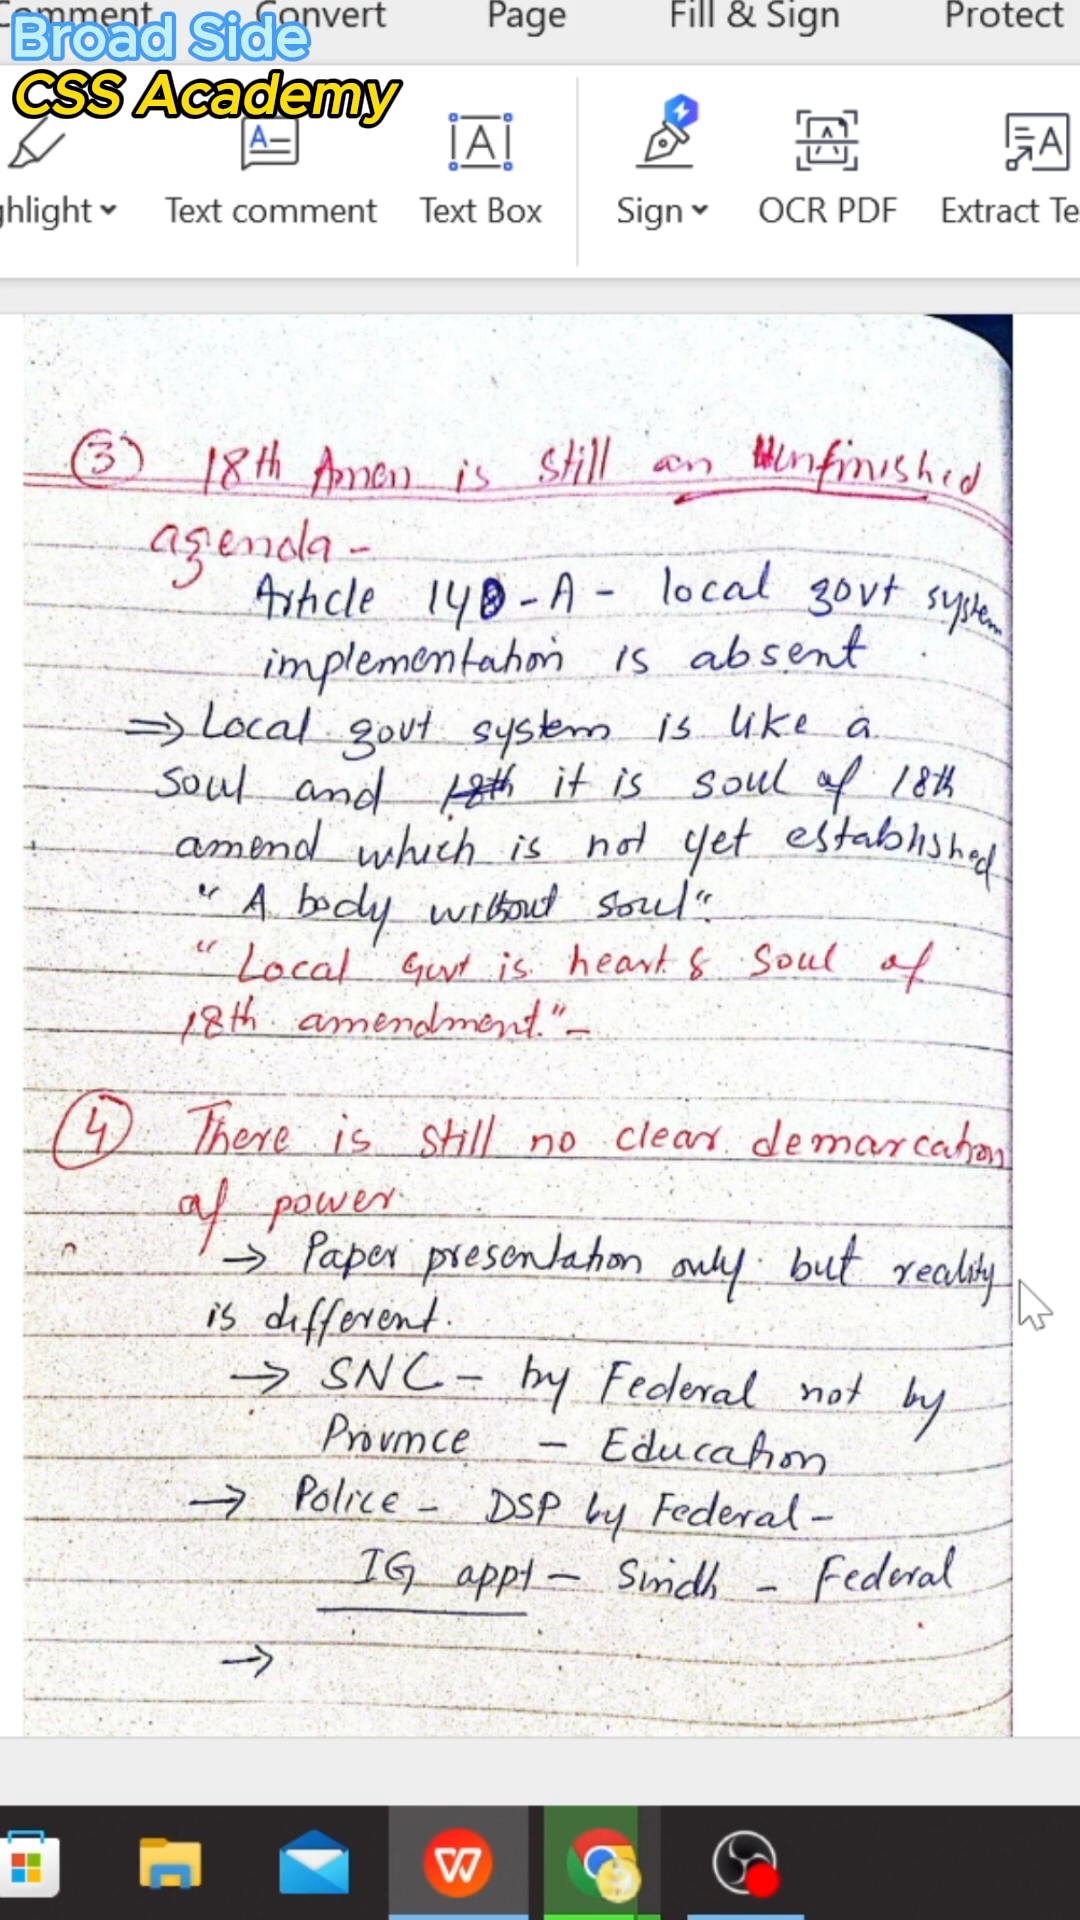 Comment Convert Page Fill & Sign Protect
Broad Side
CSS Academy
ghlight Text comment Text Box Sign OCR PDF Extract Te
3 18th Amen is still an Unfinished
agenda -
Article 140-A - local govt system
implementation is absent
⇒ Local govt system is like a
soul and 18th it is soul of 18th
amend which is not yet established
" A body without soul".
" Local Govt is heart & Soul of
18th amendment." -
4 There is still no clear demarcation
of power
→ Paper presentation only but reality
is different.
→ SNC - by Federal not by
Province - Education
→ Police - DSP by Federal -
IG appt - Sindh - Federal
→